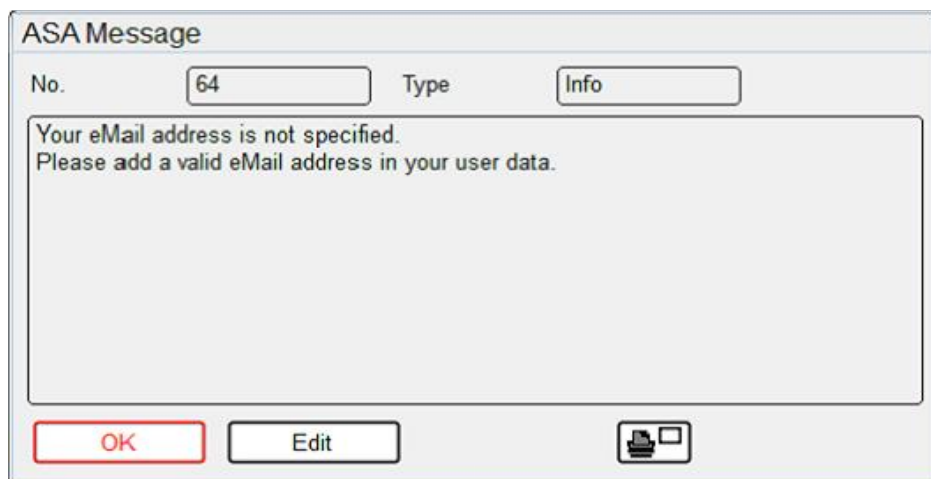 ASA Message
No. 64 Type Info
Your eMail address is not specified.
Please add a valid eMail address in your user data.
OK Edit